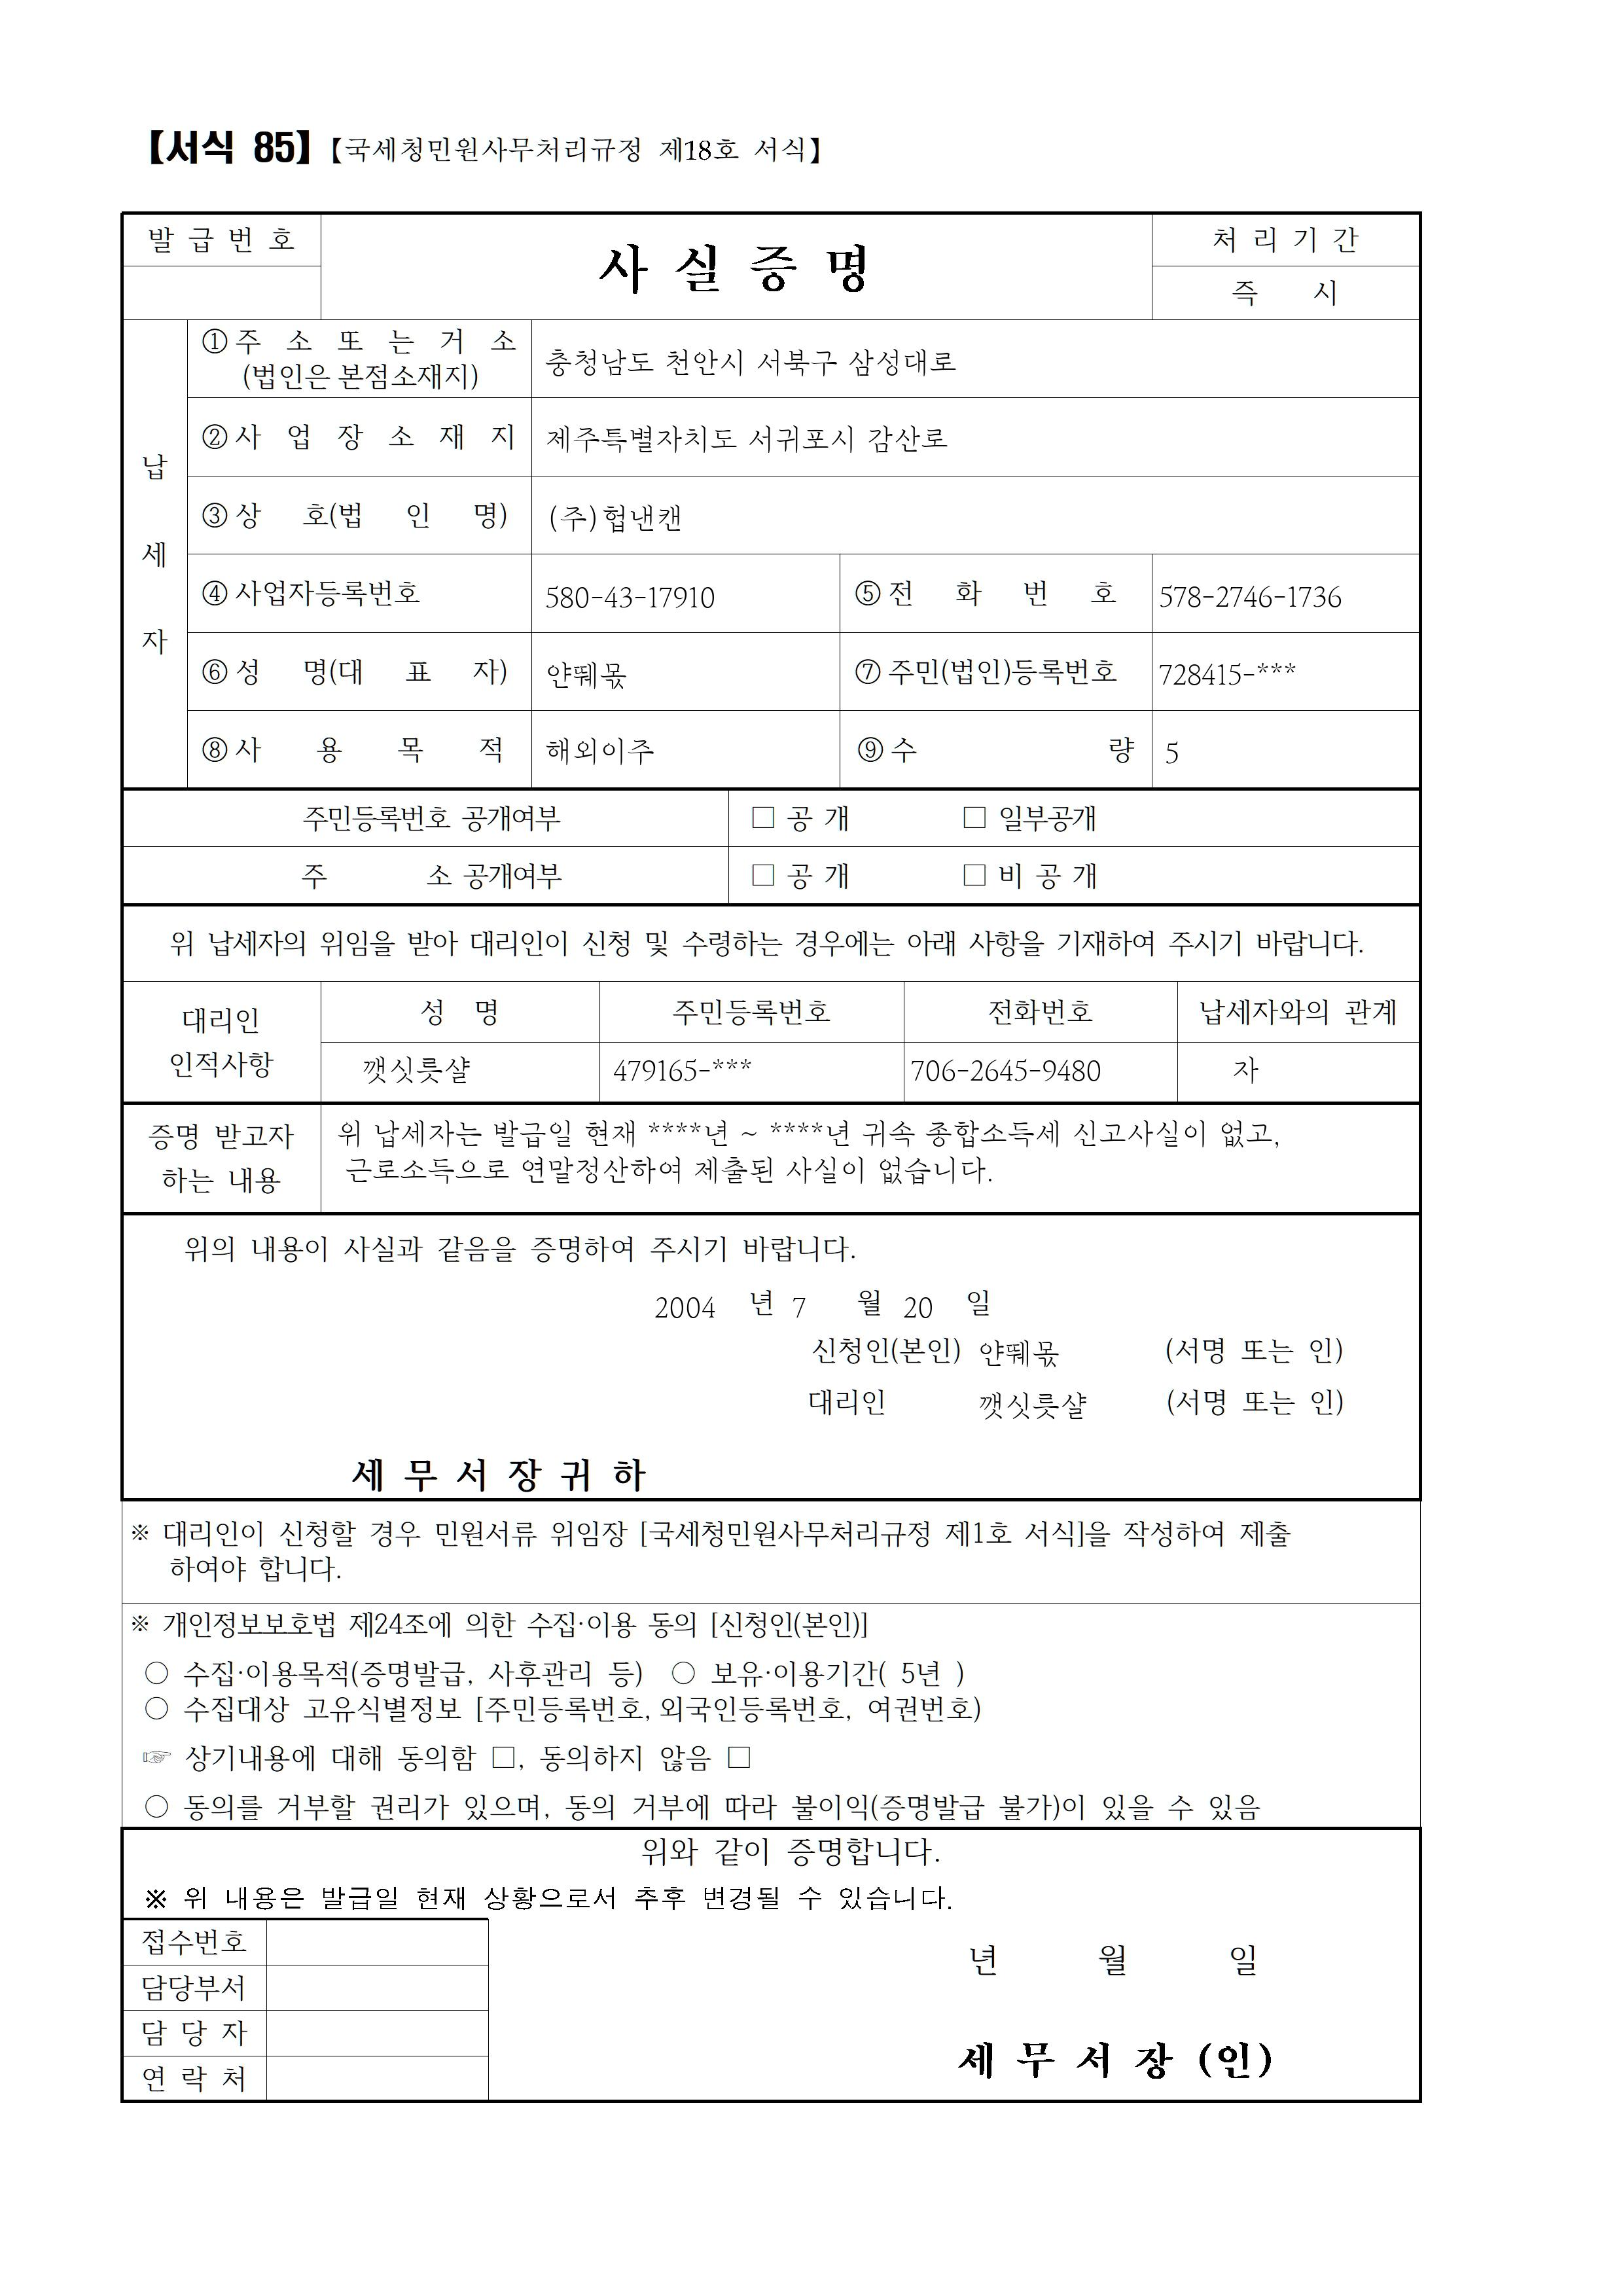 【서식 85】【국세청민원사무처리규정 제18호 서식】
발 급 번 호
사 실 증 명
처 리 기 간
즉 시
납 세 자
① 주 소 또 는 거 소
(법인은 본점소재지)
충청남도 천안시 서북구 삼성대로
② 사 업 장 소 재 지
제주특별자치도 서귀포시 감산로
③ 상 호(법 인 명)
(주)헙낸캔
④ 사업자등록번호
580-43-17910
⑤ 전 화 번 호
578-2746-1736
⑥ 성 명(대 표 자)
얀뛔몫
⑦ 주민(법인)등록번호
728415-***
⑧ 사 용 목 적
해외이주
⑨ 수 량
5
주민등록번호 공개여부
□ 공 개 □ 일부공개
주 소 공개여부
□ 공 개 □ 비 공 개
위 납세자의 위임을 받아 대리인이 신청 및 수령하는 경우에는 아래 사항을 기재하여 주시기 바랍니다.
대리인
인적사항
성 명
주민등록번호
전화번호
납세자와의 관계
깻싯릇샬
479165-***
706-2645-9480
자
증명 받고자
하는 내용
위 납세자는 발급일 현재 ****년 ~ ****년 귀속 종합소득세 신고사실이 없고,
근로소득으로 연말정산하여 제출된 사실이 없습니다.
위의 내용이 사실과 같음을 증명하여 주시기 바랍니다.
2004 년 7 월 20 일
신청인(본인) 얀뛔몫 (서명 또는 인)
대리인 깻싯릇샬 (서명 또는 인)
세 무 서 장 귀 하
※ 대리인이 신청할 경우 민원서류 위임장 [국세청민원사무처리규정 제1호 서식]을 작성하여 제출
하여야 합니다.
※ 개인정보보호법 제24조에 의한 수집·이용 동의 [신청인(본인)]
○ 수집·이용목적(증명발급, 사후관리 등) ○ 보유·이용기간( 5년 )
○ 수집대상 고유식별정보 [주민등록번호, 외국인등록번호, 여권번호)
☞ 상기내용에 대해 동의함 □, 동의하지 않음 □
○ 동의를 거부할 권리가 있으며, 동의 거부에 따라 불이익(증명발급 불가)이 있을 수 있음
위와 같이 증명합니다.
※ 위 내용은 발급일 현재 상황으로서 추후 변경될 수 있습니다.
접수번호
담당부서
담 당 자
연 락 처
년 월 일
세 무 서 장 (인)